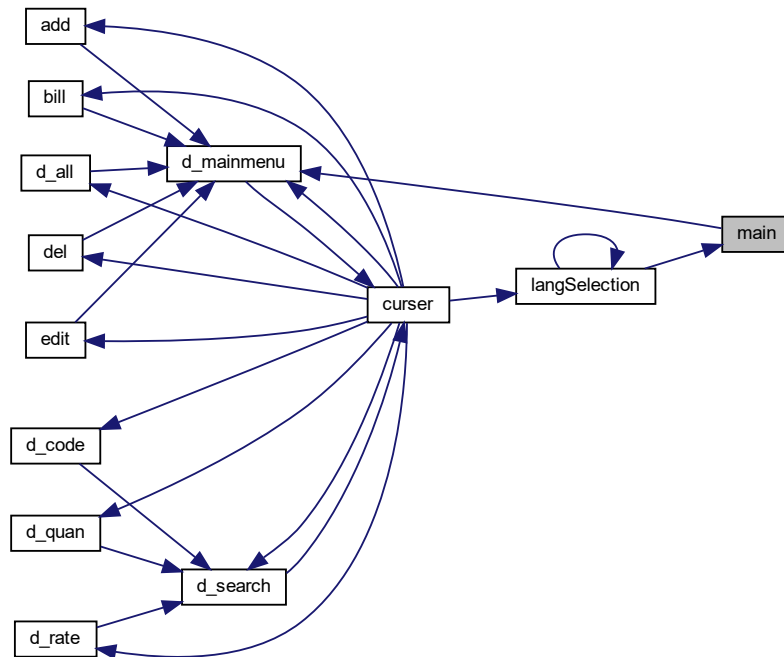 add
bill
d_mainmenu
d_all
main
del
langSelection
curser
edit
d_code
d_quan
d_search
d_rate